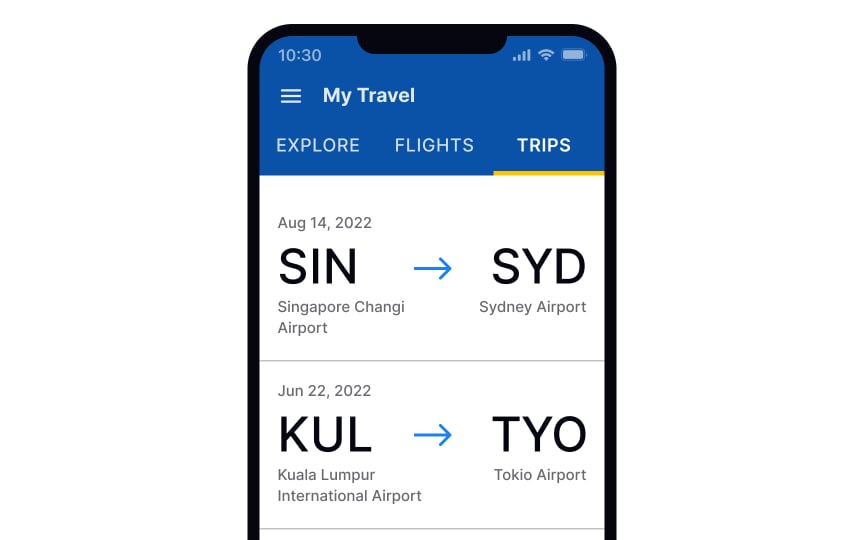 10:30
My Travel
EXPLORE FLIGHTS TRIPS
Aug 14, 2022
SIN SYD
Singapore Changi Sydney Airport
Airport
Jun 22, 2022
KUL TYO
Kuala Lumpur Tokio Airport
International Airport